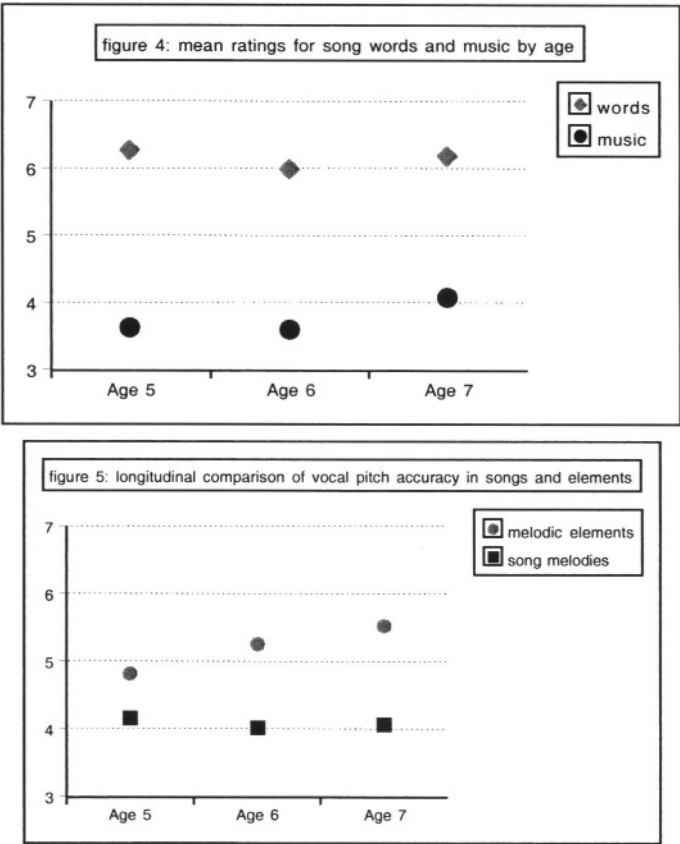 figure 4: mean ratings for song words and music by age
7
6
5
4
3
Age 5 Age 6 Age 7
words
music
figure 5: longitudinal comparison of vocal pitch accuracy in songs and elements
7
6
5
4
3
Age 5 Age 6 Age 7
melodic elements
song melodies